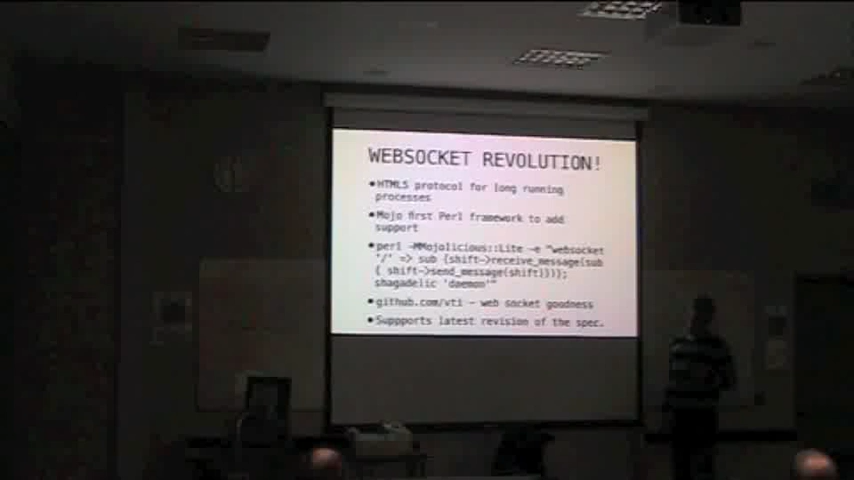 WEBSOCKET REVOLUTION!
•HTML5 protocol for long running
processes
•Mojo first Perl framework to add
support
•perl -MMojolicious::Lite -e "websocket
'/' => sub {shift->receive_message(sub
{ shift->send_message(shift)})};
shagadelic 'daemon'"
•github.com/vti - web socket goodness
•Suppports latest revision of the spec.